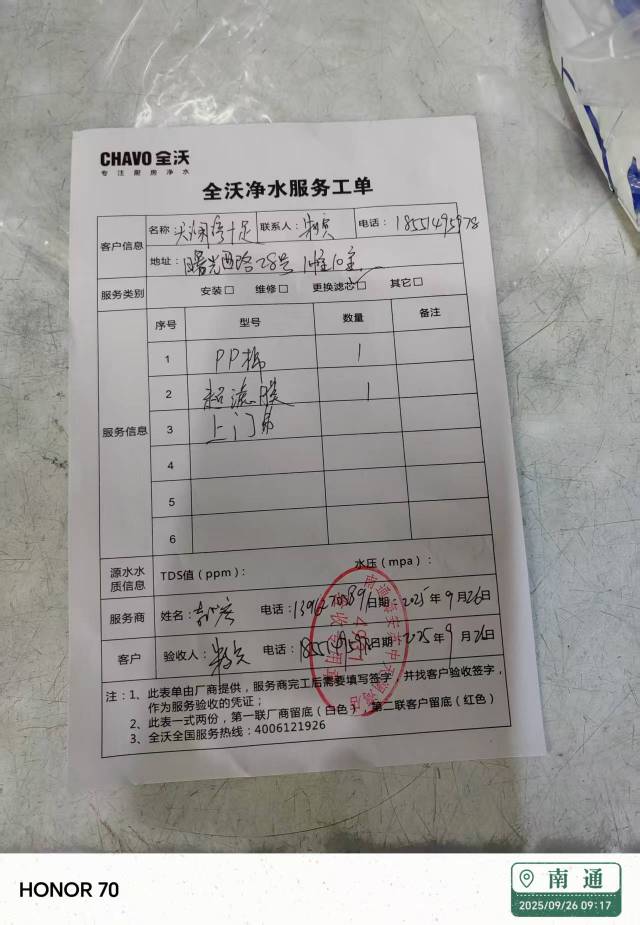 CHAVO 全沃
专注厨房净水
全沃净水服务工单
客户信息
名称: 联系人: 电话: 18551495978
地址: 曙光西路28号
服务类别 安装□ 维修□ 更换滤芯□ 其它□
服务信息
序号 型号 数量 备注
1 PP棉 1
2 超滤膜 1
3 上门
4
5
6
源水水质信息 TDS值(ppm): 水压(mpa):
服务商 姓名: 电话: 日期: 2025年9月26日
客户 验收人: 电话: 日期: 2025年9月26日
注:1、此表单由厂商提供,服务商完工后需要填写签字,并找客户验收签字,
作为服务验收的凭证;
2、此表一式两份,第一联厂商留底(白色),第二联客户留底(红色)
3、全沃全国服务热线:4006121926
HONOR 70
南通
2025/09/26 09:17